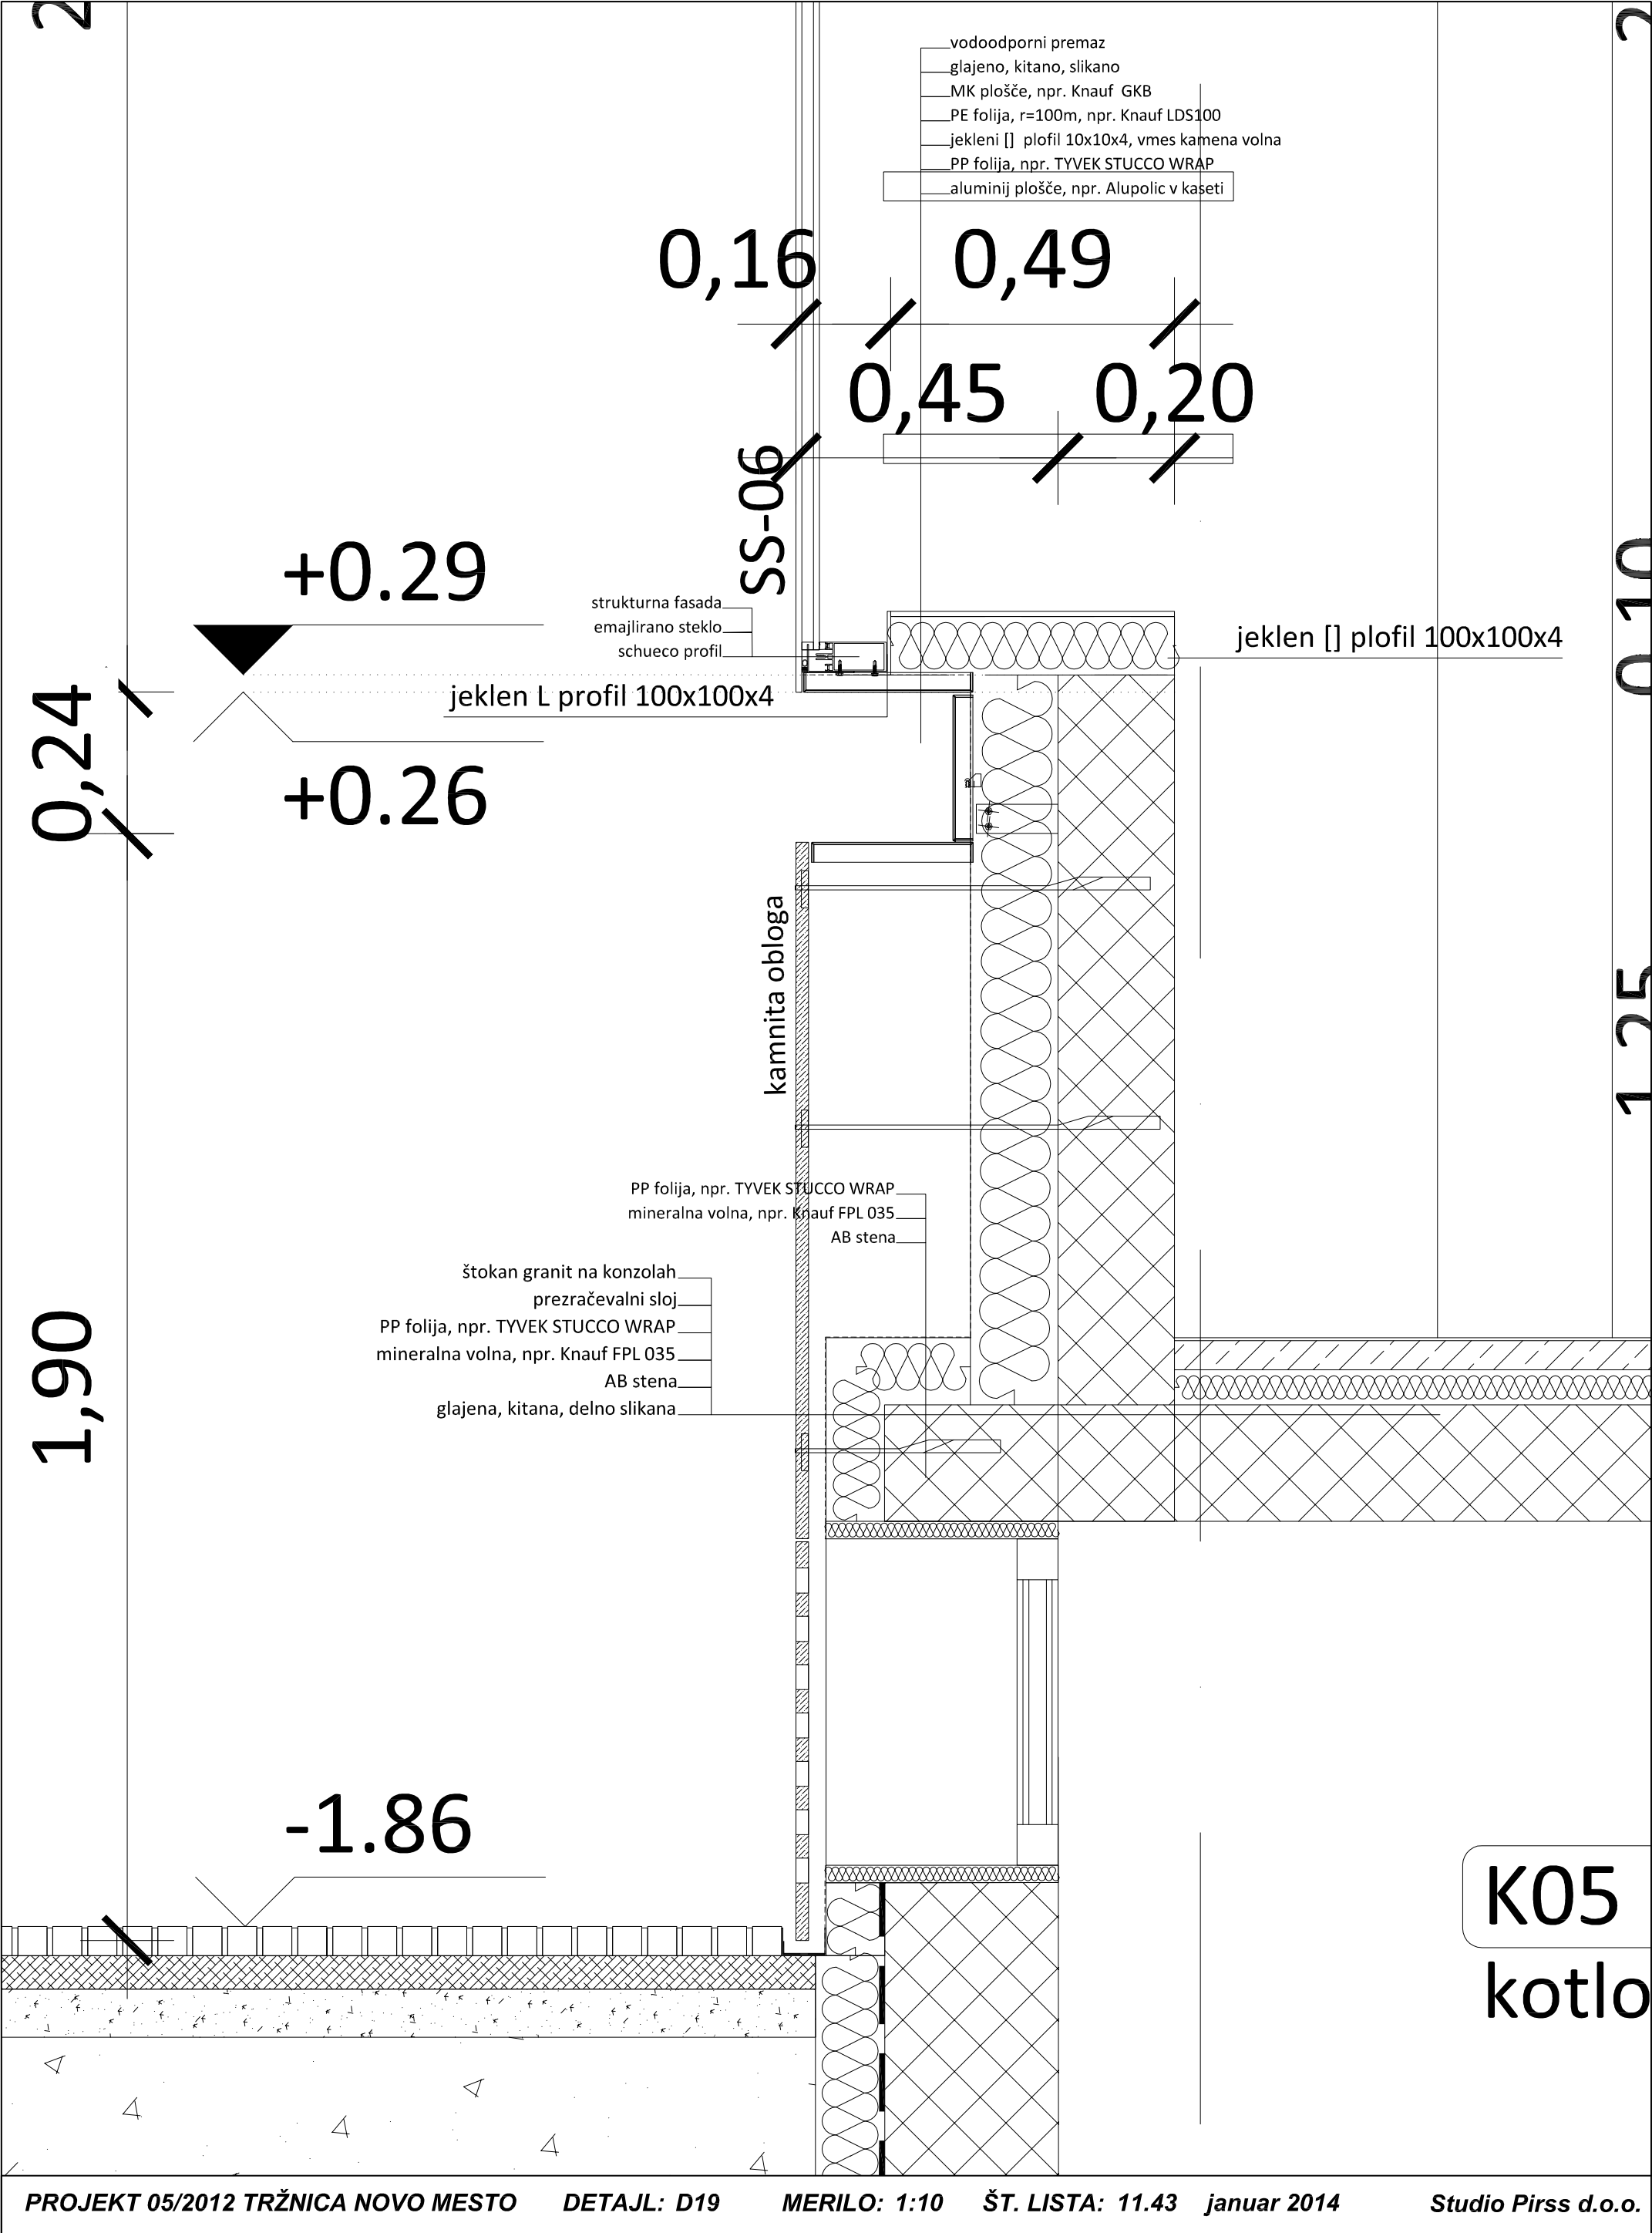 vodoodporni premaz
glajeno, kitano, slikano
MK plošče, npr. Knauf GKB
PE folija, r=100m, npr. Knauf LDS100
jekleni [] plofil 10x10x4, vmes kamena volna
PP folija, npr. TYVEK STUCCO WRAP
aluminij plošče, npr. Alupolic v kaseti
0,16
0,49
0,45
0,20
SS-06
+0.29
strukturna fasada
emajlirano steklo
schueco profil
jeklen [] plofil 100x100x4
0,10
jeklen L profil 100x100x4
0,24
+0.26
kamnita obloga
1,25
PP folija, npr. TYVEK STUCCO WRAP
mineralna volna, npr. Knauf FPL 035
AB stena
štokan granit na konzolah
prezračevalni sloj
PP folija, npr. TYVEK STUCCO WRAP
mineralna volna, npr. Knauf FPL 035
AB stena
glajena, kitana, delno slikana
1,90
-1.86
K05
kotlo
PROJEKT 05/2012 TRŽNICA NOVO MESTO DETAJL: D19 MERILO: 1:10 ŠT. LISTA: 11.43 januar 2014 Studio Pirss d.o.o.